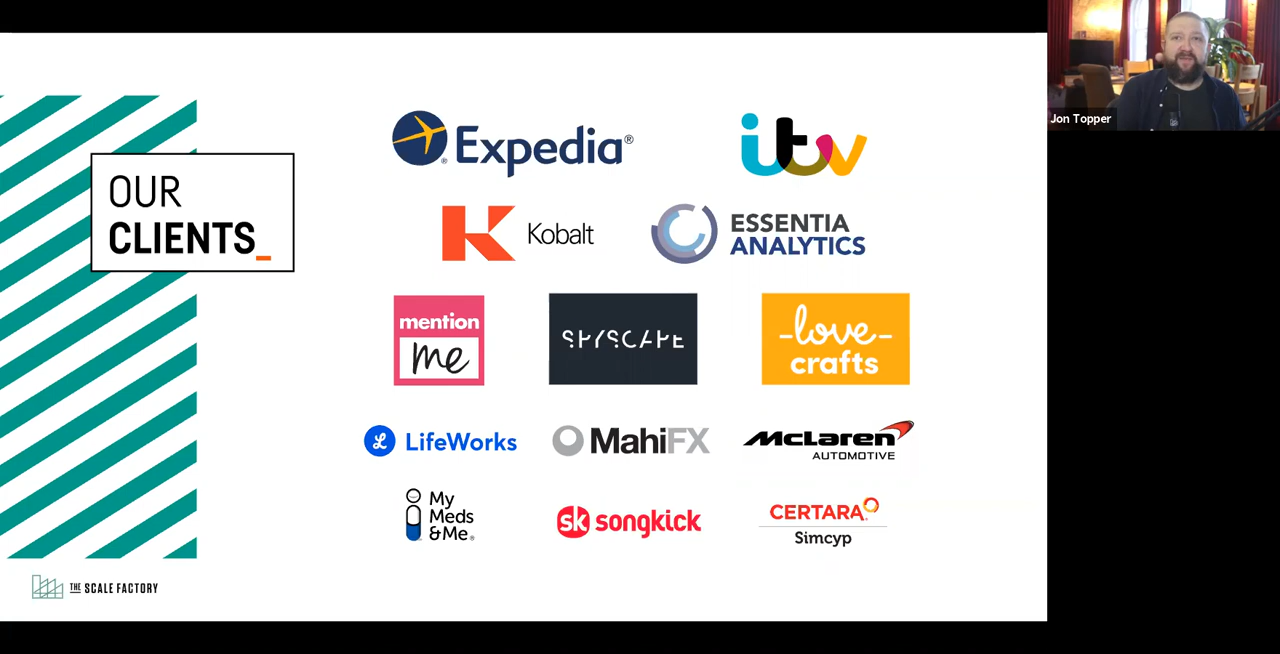 OUR
CLIENTS_
Expedia®
®
itv
Kobalt
ESSENTIA
ANALYTICS
mention
me
SPYSCAPE
-love-
crafts
L LifeWorks
MahiFX
McLaren
AUTOMOTIVE
My
Meds
&Me®
sk songkick
CERTARA
Simcyp
THE SCALE FACTORY
Jon Topper